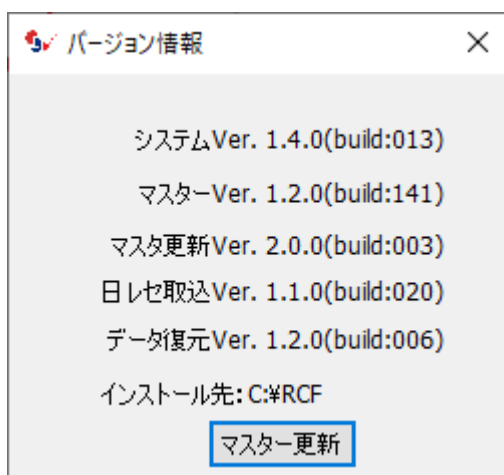 バージョン情報
システムVer. 1.4.0(build:013)
マスターVer. 1.2.0(build:141)
マスタ更新Ver. 2.0.0(build:003)
日レセ取込Ver. 1.1.0(build:020)
データ復元Ver. 1.2.0(build:006)
インストール先: C:¥RCF
マスター更新